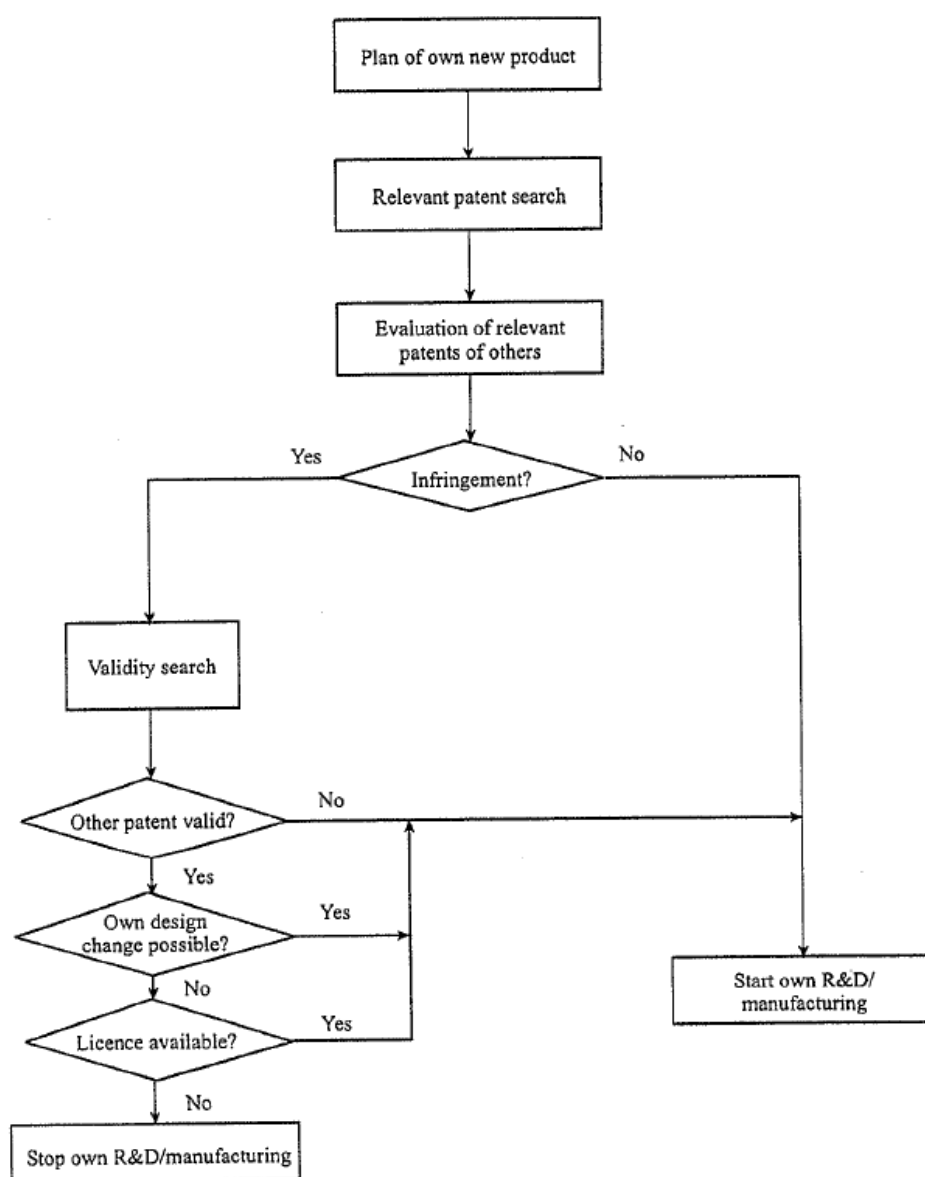 Plan of own new product
Relevant patent search
Evaluation of relevant
patents of others
Yes
No
Infringement?
Validity search
No
Other patent valid?
Yes
Own design
change possible?
Yes
Start own R&D/
manufacturing
No
Licence available?
Yes
No
Stop own R&D/manufacturing